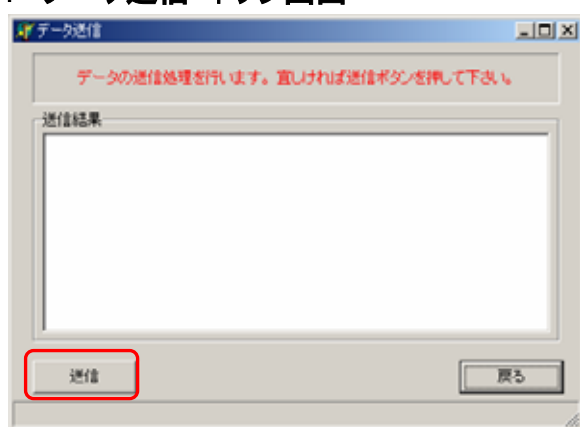 データ送信
データの送信処理を行います。宜しければ送信ボタンを押して下さい。
送信結果
送信
戻る